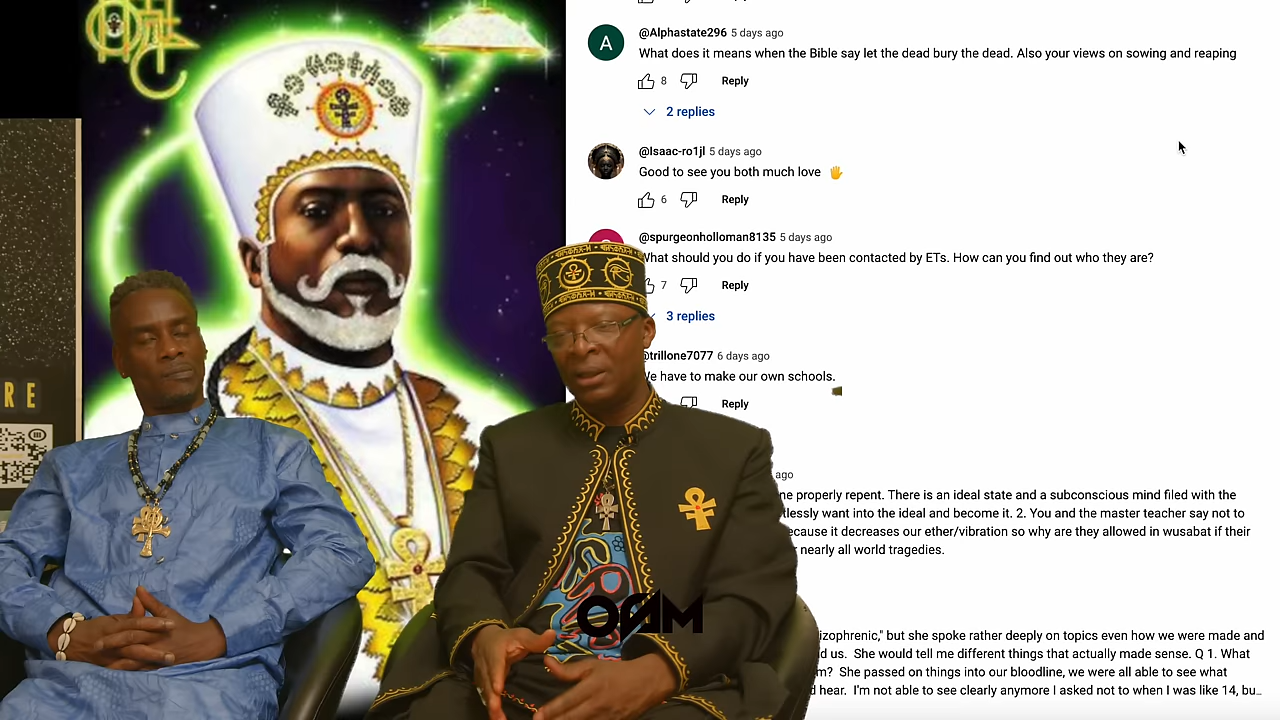 @Alphastate296 5 days ago
What does it means when the Bible say let the dead bury the dead. Also your views on sowing and reaping
8 Reply
2 replies
@Isaac-ro1jl 5 days ago
Good to see you both much love
6 Reply
@spurgeonholloman8135 5 days ago
What should you do if you have been contacted by ETs. How can you find out who they are?
7 Reply
3 replies
@trillone7077 6 days ago
We have to make our own schools.
Reply
ago
properly repent. There is an ideal state and a subconscious mind filed with the
want into the ideal and become it. 2. You and the master teacher say not to
because it decreases our ether/vibration so why are they allowed in wusabat if their
nearly all world tragedies.
but she spoke rather deeply on topics even how we were made and
us. She would tell me different things that actually made sense. Q 1. What
She passed on things into our bloodline, we were all able to see what
hear. I'm not able to see clearly anymore I asked not to when I was like 14, bu…
A
RE
OAM